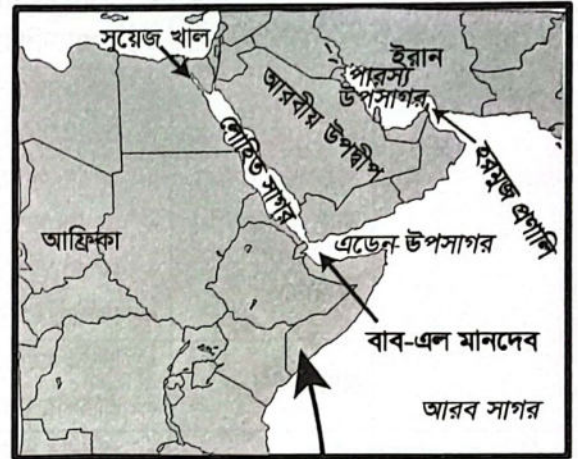 সুয়েজ খাল
ইরান
পারস্য
উপসাগর
আরবীয় উপদ্বীপ
লোহিত সাগর
হরমুজ প্রণালি
আফ্রিকা
এডেন উপসাগর
বাব-এল মানদেব
আরব সাগর